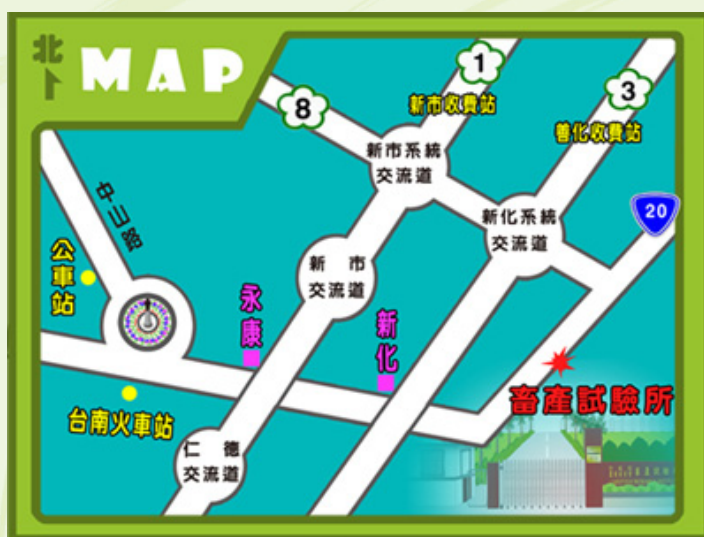 北
MAP
1
新市收費站
8
3
善化收費站
新市系統
交流道
中山路
新化系統
交流道
20
公車站
新市
交流道
永康
新化
台南火車站
畜產試驗所
仁德
交流道